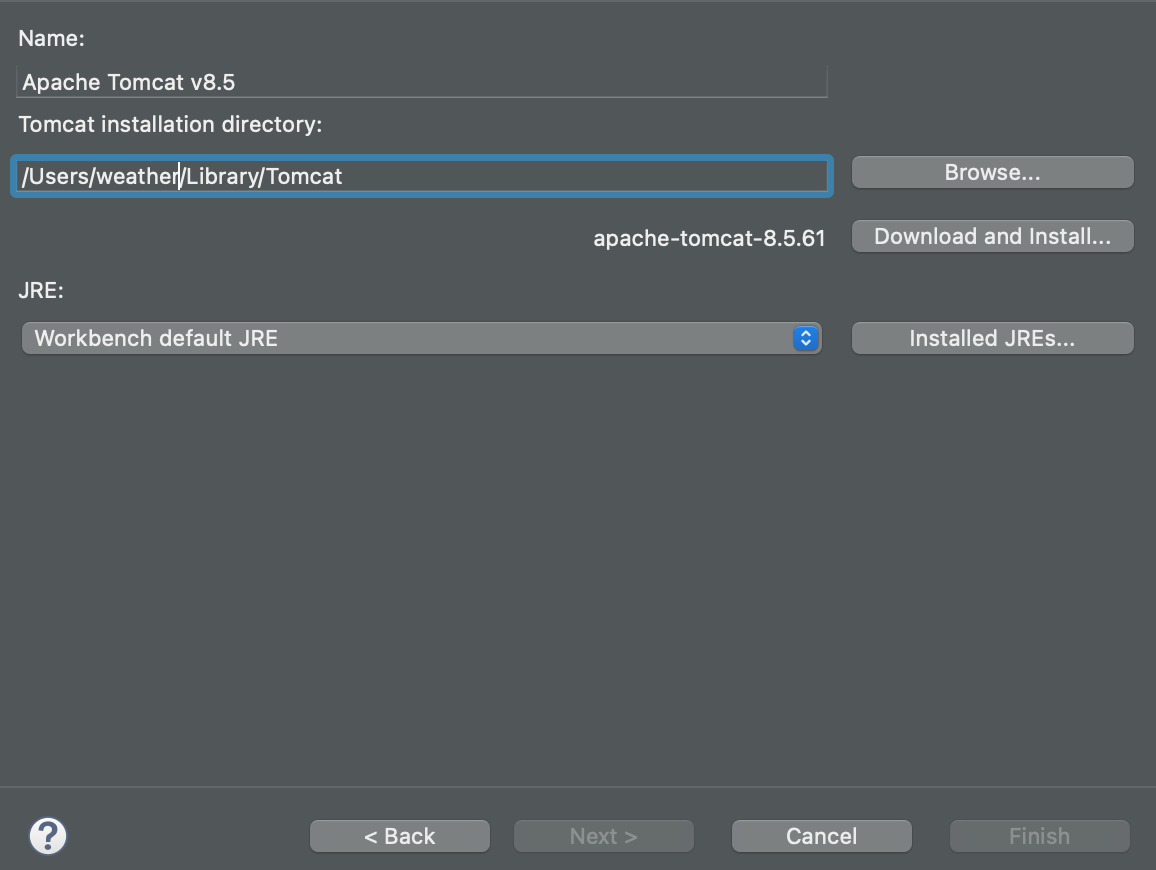 Name:
Apache Tomcat v8.5
Tomcat installation directory:
/Users/weather/Library/Tomcat
Browse...
apache-tomcat-8.5.61
Download and Install...
JRE:
Workbench default JRE
Installed JREs...
?
< Back
Next >
Cancel
Finish